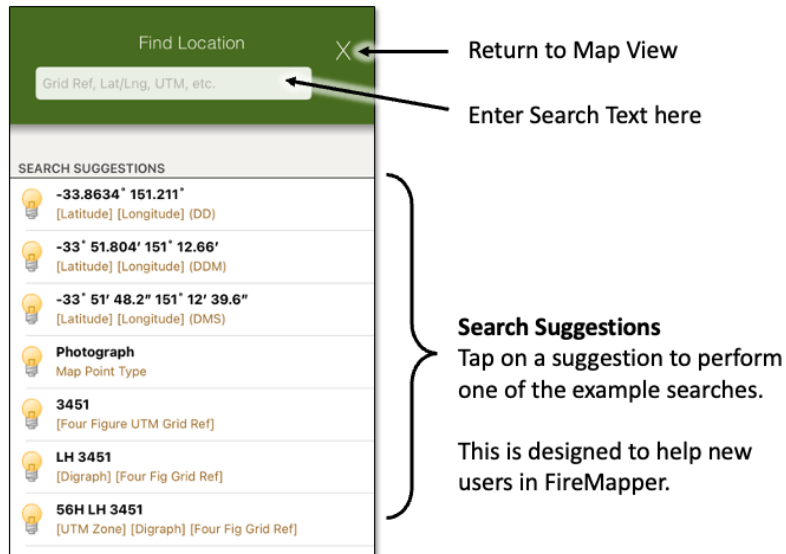 Find Location
X
Grid Ref, Lat/Lng, UTM, etc.
Return to Map View
Enter Search Text here
SEARCH SUGGESTIONS
-33.8634° 151.211°
[Latitude] [Longitude] (DD)
-33° 51.804′ 151° 12.66′
[Latitude] [Longitude] (DDM)
-33° 51′ 48.2″ 151° 12′ 39.6″
[Latitude] [Longitude] (DMS)
Photograph
Map Point Type
3451
[Four Figure UTM Grid Ref]
LH 3451
[Digraph] [Four Fig Grid Ref]
56H LH 3451
[UTM Zone] [Digraph] [Four Fig Grid Ref]
Search Suggestions
Tap on a suggestion to perform
one of the example searches.
This is designed to help new
users in FireMapper.